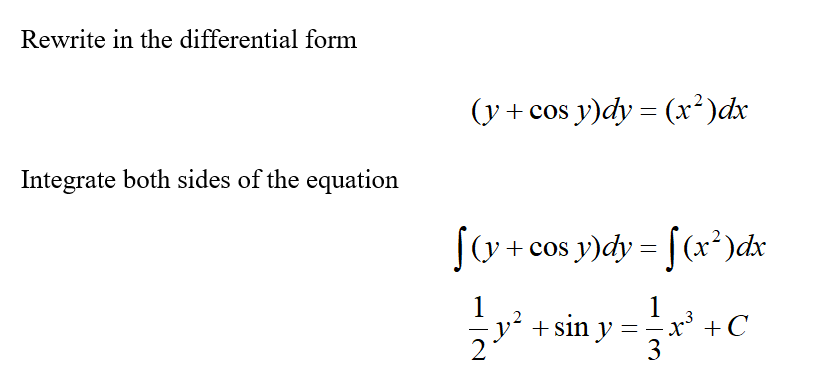 Rewrite in the differential form
(y + cos y)dy = (x²)dx
Integrate both sides of the equation
∫(y + cos y)dy = ∫(x²)dx
1/2 y² + sin y = 1/3 x³ + C